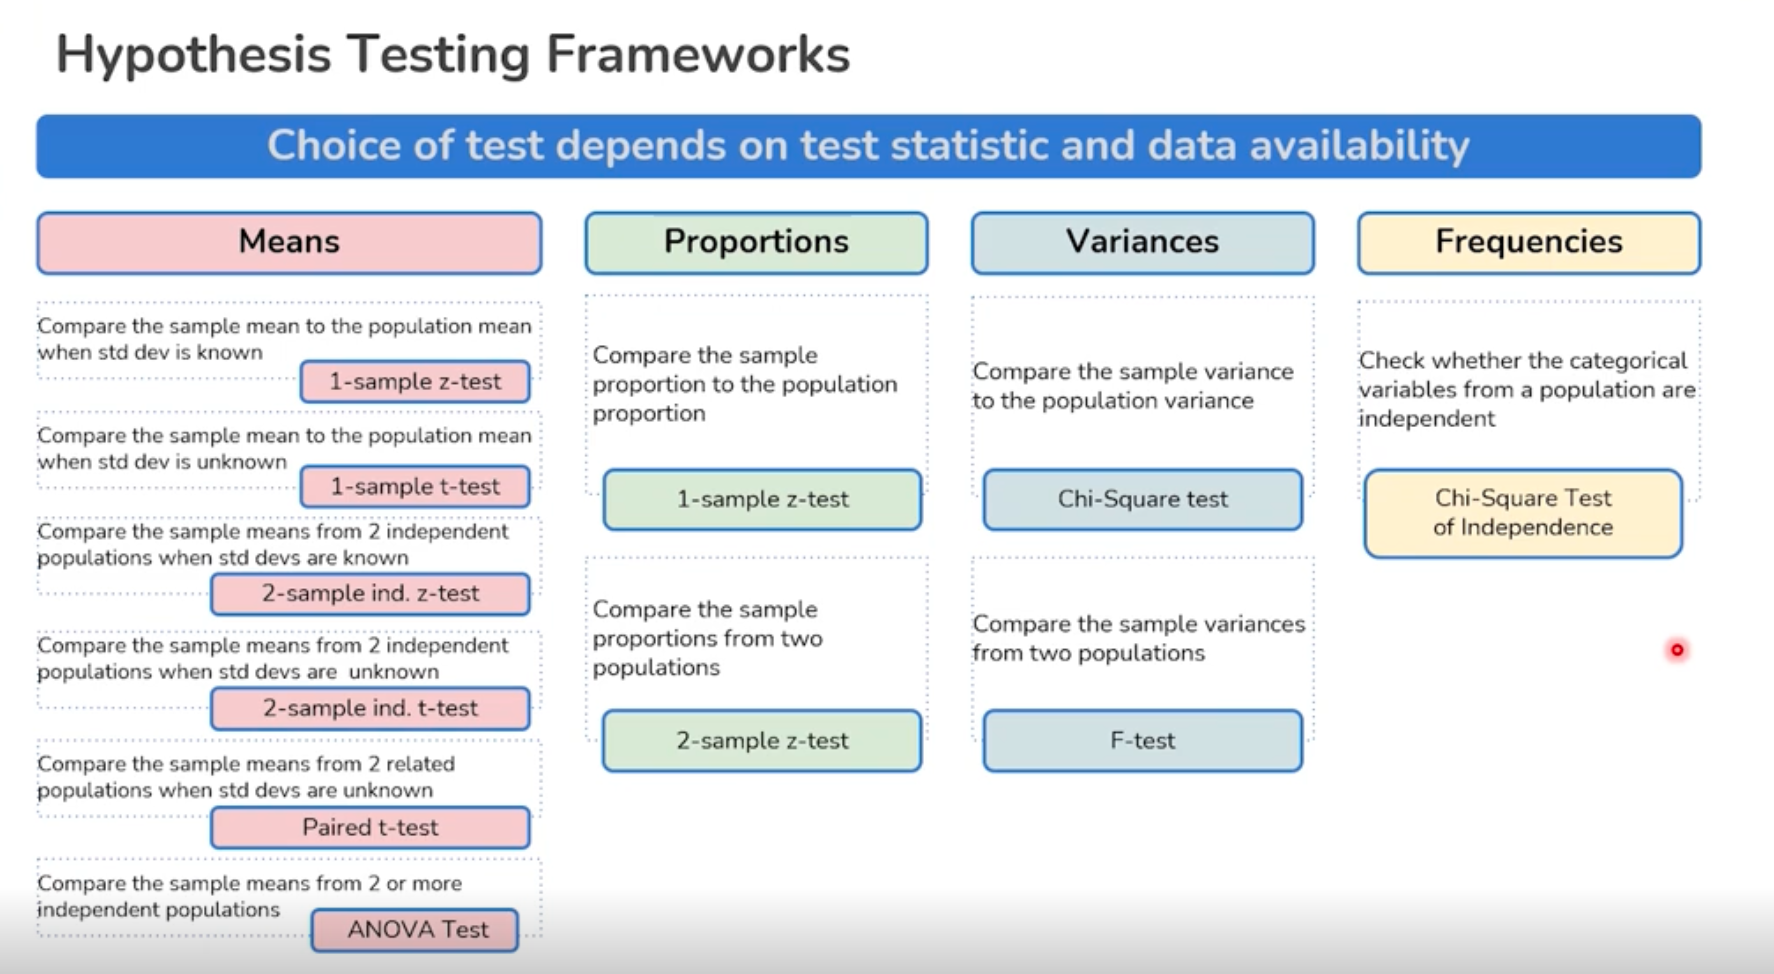 Hypothesis Testing Frameworks
Choice of test depends on test statistic and data availability
Means
Compare the sample mean to the population mean
when std dev is known
1-sample z-test
Compare the sample mean to the population mean
when std dev is unknown
1-sample t-test
Compare the sample means from 2 independent
populations when std devs are known
2-sample ind. z-test
Compare the sample means from 2 independent
populations when std devs are  unknown
2-sample ind. t-test
Compare the sample means from 2 related
populations when std devs are unknown
Paired t-test
Compare the sample means from 2 or more
independent populations
ANOVA Test
Proportions
Compare the sample
proportion to the population
proportion
1-sample z-test
Compare the sample
proportions from two
populations
2-sample z-test
Variances
Compare the sample variance
to the population variance
Chi-Square test
Compare the sample variances
from two populations
F-test
Frequencies
Check whether the categorical
variables from a population are
independent
Chi-Square Test
of Independence